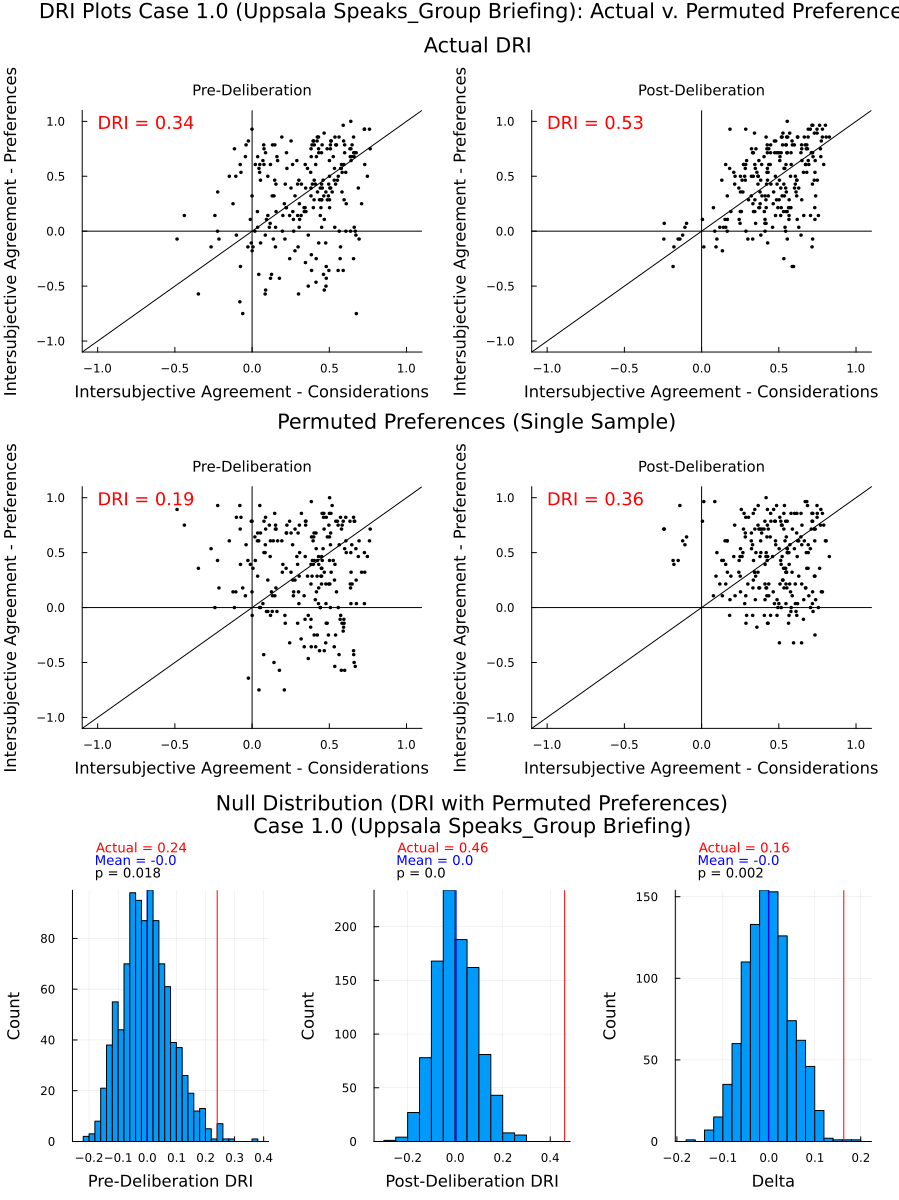 DRI Plots Case 1.0 (Uppsala Speaks_Group Briefing): Actual v. Permuted Preference
Actual DRI
Pre-Deliberation
Post-Deliberation
DRI = 0.34
DRI = 0.53
Intersubjective Agreement - Preferences
1.0
0.5
0.0
−0.5
−1.0
−1.0 −0.5 0.0 0.5 1.0
Intersubjective Agreement - Considerations
Intersubjective Agreement - Preferences
1.0
0.5
0.0
−0.5
−1.0
−1.0 −0.5 0.0 0.5 1.0
Intersubjective Agreement - Considerations
Permuted Preferences (Single Sample)
Pre-Deliberation
Post-Deliberation
DRI = 0.19
DRI = 0.36
Intersubjective Agreement - Preferences
1.0
0.5
0.0
−0.5
−1.0
−1.0 −0.5 0.0 0.5 1.0
Intersubjective Agreement - Considerations
Intersubjective Agreement - Preferences
1.0
0.5
0.0
−0.5
−1.0
−1.0 −0.5 0.0 0.5 1.0
Intersubjective Agreement - Considerations
Null Distribution (DRI with Permuted Preferences)
Case 1.0 (Uppsala Speaks_Group Briefing)
Actual = 0.24
Mean = -0.0
p = 0.018
Count
80
60
40
20
0
−0.2 −0.1 0.0 0.1 0.2 0.3 0.4
Pre-Deliberation DRI
Actual = 0.46
Mean = 0.0
p = 0.0
Count
200
150
100
50
0
−0.2 0.0 0.2 0.4
Post-Deliberation DRI
Actual = 0.16
Mean = -0.0
p = 0.002
Count
150
100
50
0
−0.2 −0.1 0.0 0.1 0.2
Delta